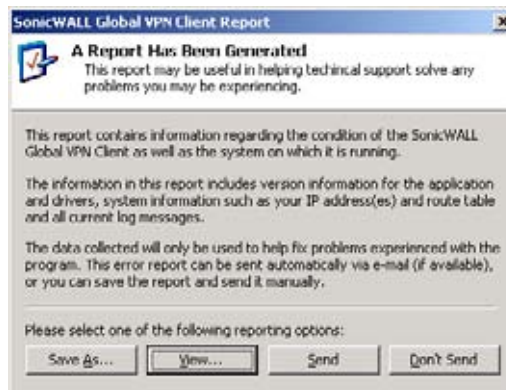 SonicWALL Global VPN Client Report
A Report Has Been Generated
This report may be useful in helping techincal support solve any
problems you may be experiencing.
This report contains information regarding the condition of the SonicWALL
Global VPN Client as well as the system on which it is running.
The information in this report includes version information for the application
and drivers, system information such as your IP address(es) and route table
and all current log messages.
The data collected will only be used to help fix problems experienced with the
program. This error report can be sent automatically via e-mail (if available),
or you can save the report and send it manually.
Please select one of the following reporting options:
Save As... View... Send Don't Send